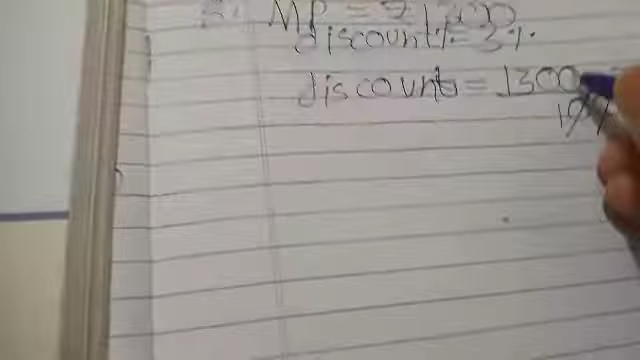 MP = ₹ 1300
discount% = 3%.
discount = 1300